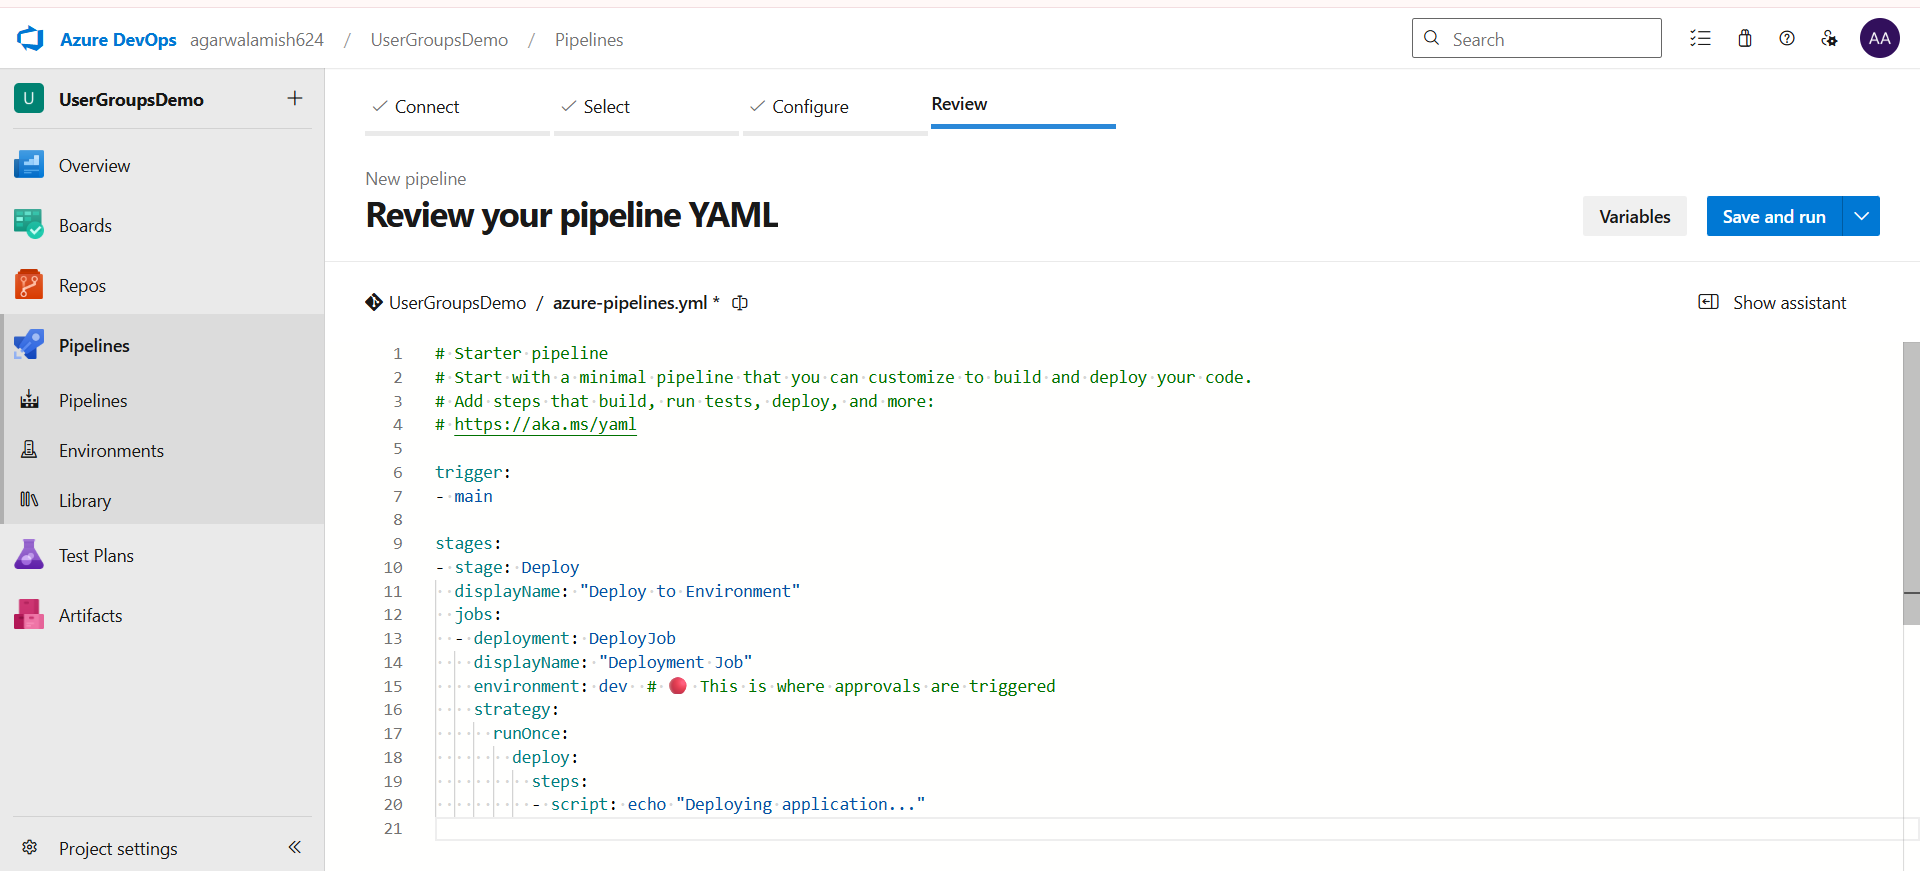 Azure DevOps agarwalamish624 / UserGroupsDemo / Pipelines
Search
AA
U UserGroupsDemo
Overview
Boards
Repos
Pipelines
Pipelines
Environments
Library
Test Plans
Artifacts
Project settings
Connect
Select
Configure
Review
New pipeline
Review your pipeline YAML
Variables
Save and run
UserGroupsDemo / azure-pipelines.yml *
Show assistant
1 # Starter pipeline
2 # Start with a minimal pipeline that you can customize to build and deploy your code.
3 # Add steps that build, run tests, deploy, and more:
4 # https://aka.ms/yaml
5
6 trigger:
7 - main
8
9 stages:
10 - stage: Deploy
11   displayName: "Deploy to Environment"
12   jobs:
13   - deployment: DeployJob
14     displayName: "Deployment Job"
15     environment: dev  # 🔴 This is where approvals are triggered
16     strategy:
17       runOnce:
18         deploy:
19           steps:
20           - script: echo "Deploying application..."
21